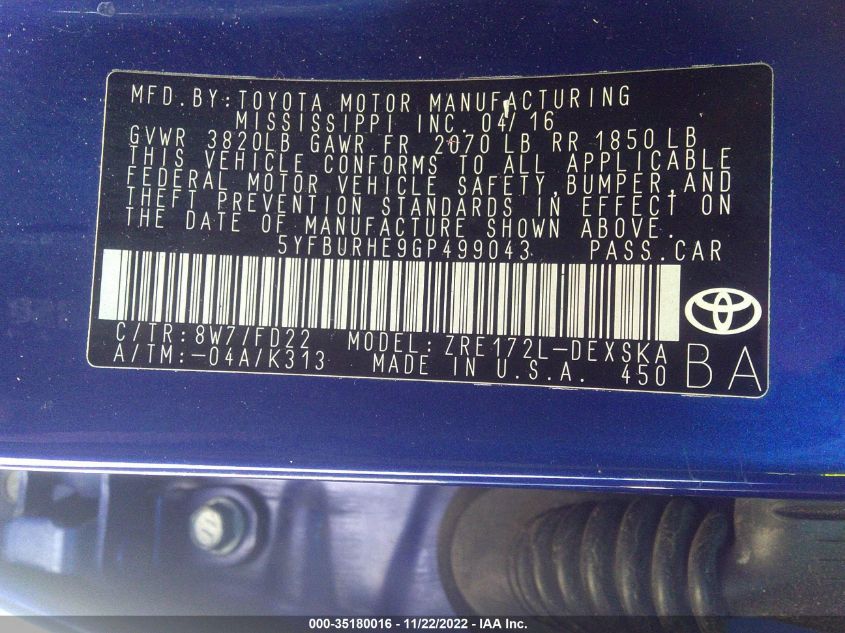 MFD.BY:TOYOTA MOTOR MANUFACTURING
MISSISSIPPI INC. 04/16
GVWR 3820LB GAWR FR 2070 LB RR 1850 LB
THIS VEHICLE CONFORMS TO ALL APPLICABLE
FEDERAL MOTOR VEHICLE SAFETY,BUMPER,AND
THEFT PREVENTION STANDARDS IN EFFECT ON
THE DATE OF MANUFACTURE SHOWN ABOVE.
5YFBURHE9GP499043 PASS.CAR
C/TR:8W7/FD22 MODEL:ZRE172L-DEXSKA
A/TM:-04A/K313 MADE IN U.S.A. 450
BA
000-35180016 - 11/22/2022 - IAA Inc.